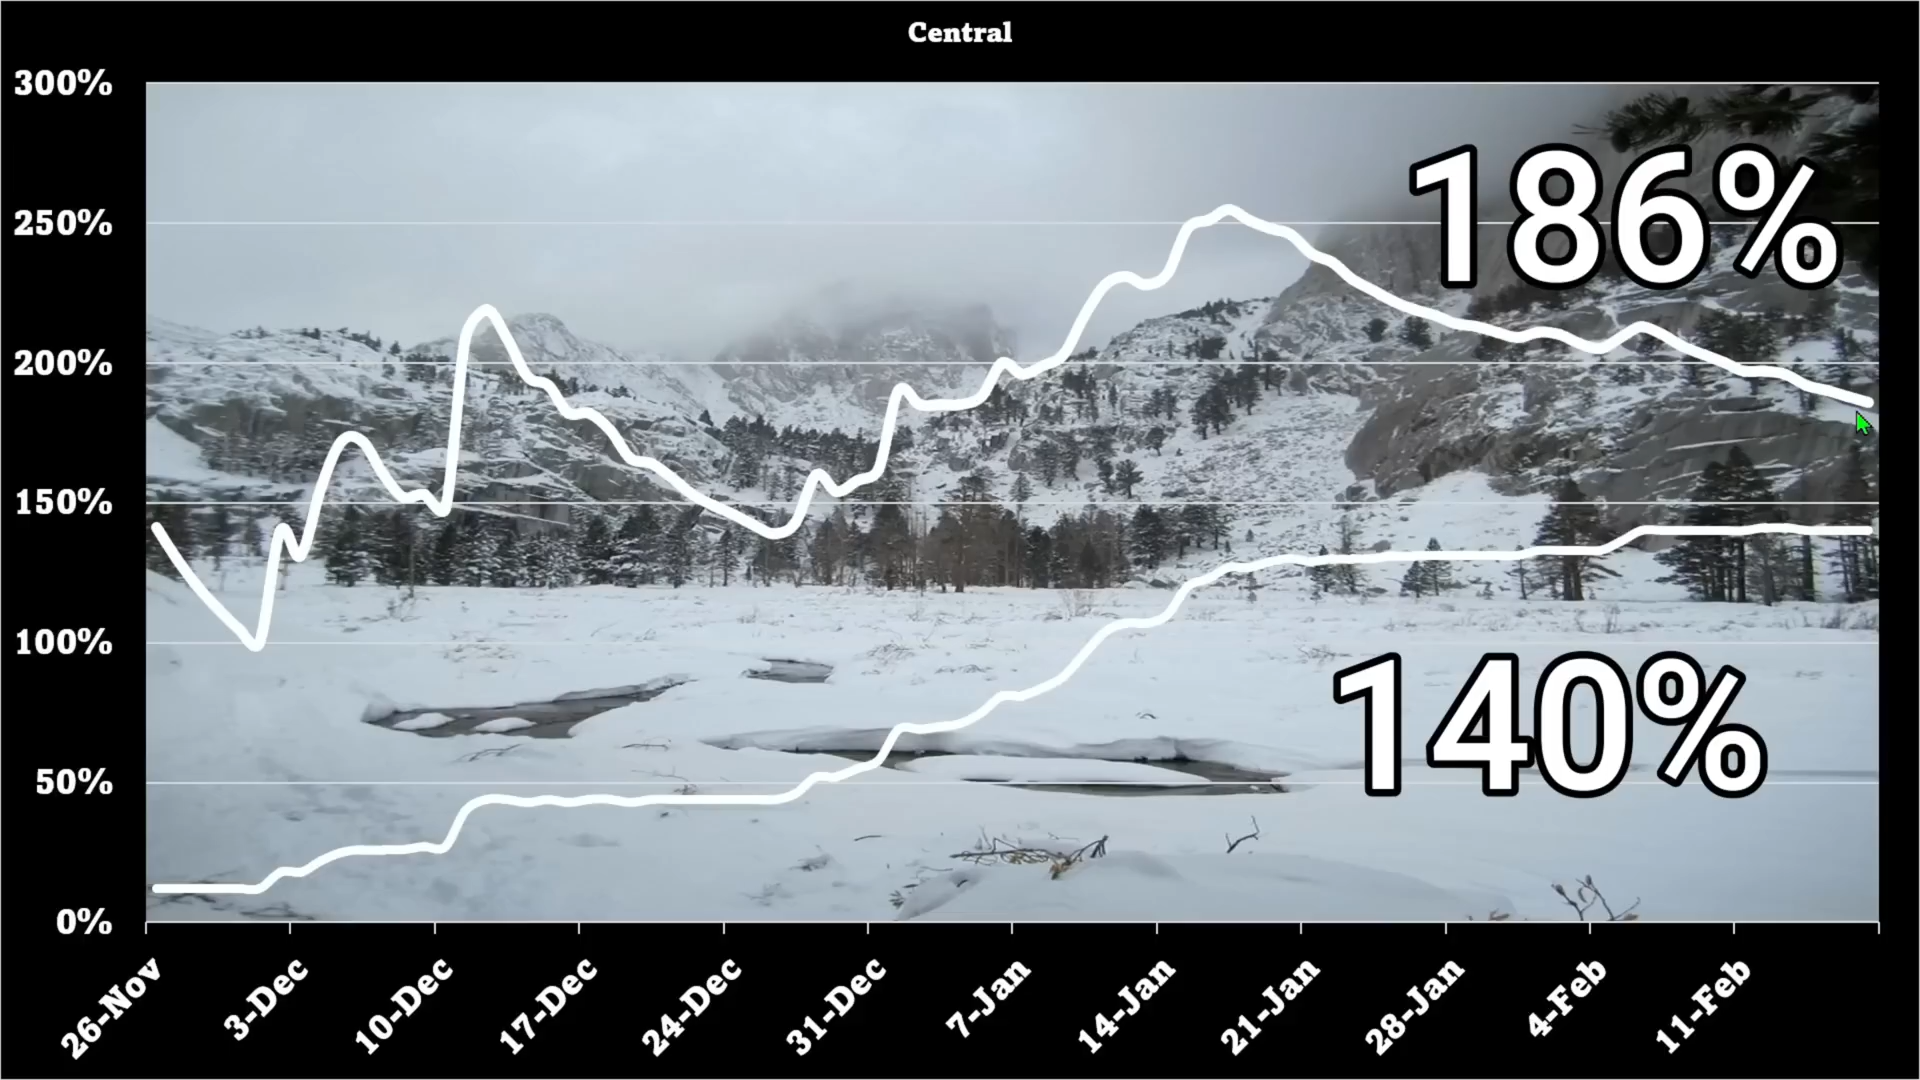 Central
300%
250%
200%
150%
100%
50%
0%
186%
140%
26-Nov
3-Dec
10-Dec
17-Dec
24-Dec
31-Dec
7-Jan
14-Jan
21-Jan
28-Jan
4-Feb
11-Feb